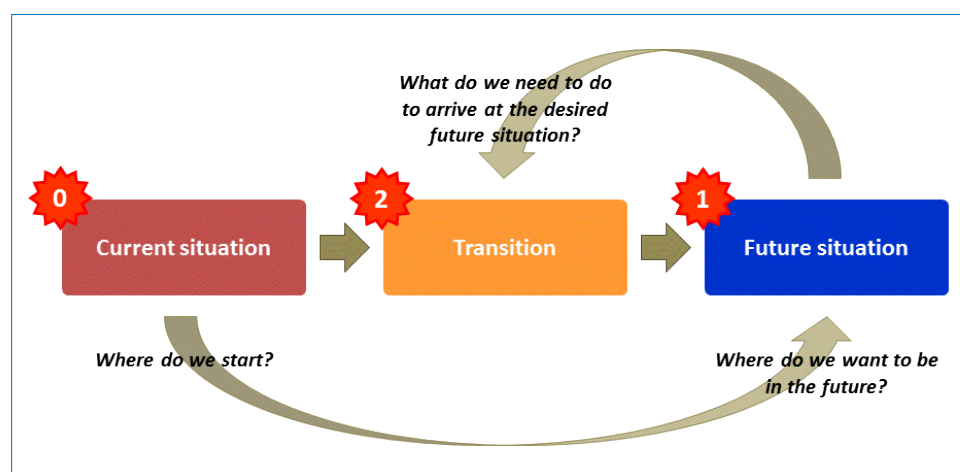 What do we need to do
to arrive at the desired
future situation?
0
Current situation
2
Transition
1
Future situation
Where do we start?
Where do we want to be
in the future?